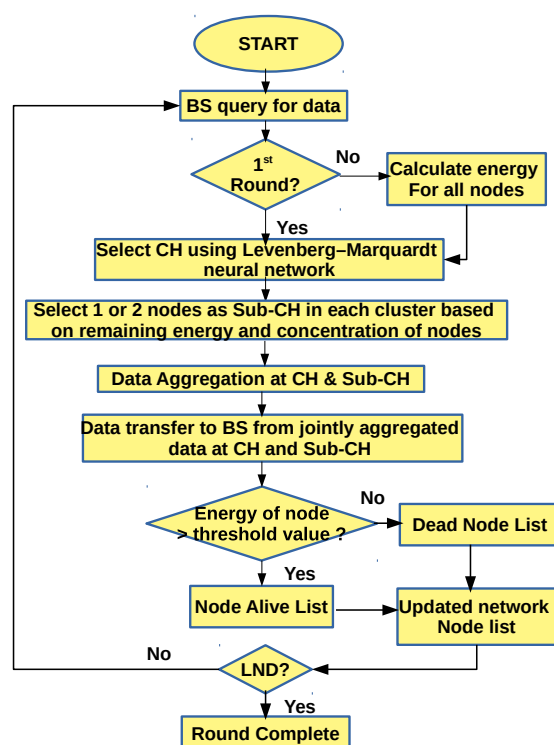 START
BS query for data
1st
Round?
No
Calculate energy
For all nodes
Yes
Select CH using Levenberg–Marquardt
neural network
Select 1 or 2 nodes as Sub-CH in each cluster based
on remaining energy and concentration of nodes
Data Aggregation at CH & Sub-CH
Data transfer to BS from jointly aggregated
data at CH and Sub-CH
Energy of node
> threshold value ?
No
Dead Node List
Yes
Node Alive List
Updated network
Node list
No
LND?
Yes
Round Complete